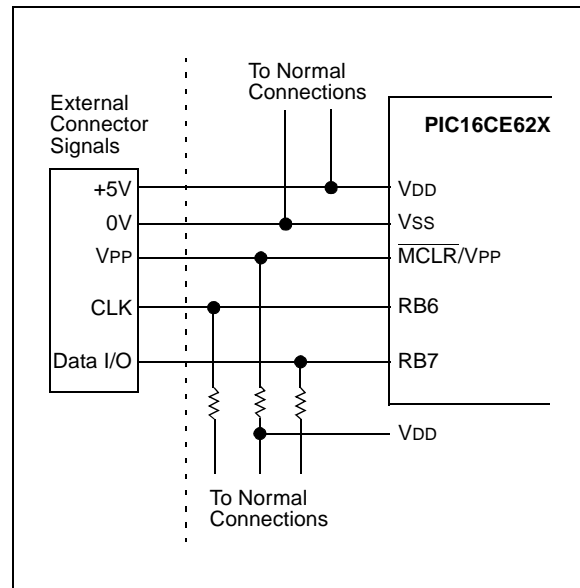 To Normal
Connections
External
Connector
Signals
PIC16CE62X
+5V
VDD
0V
VSS
VPP
MCLR/VPP
CLK
RB6
Data I/O
RB7
VDD
To Normal
Connections